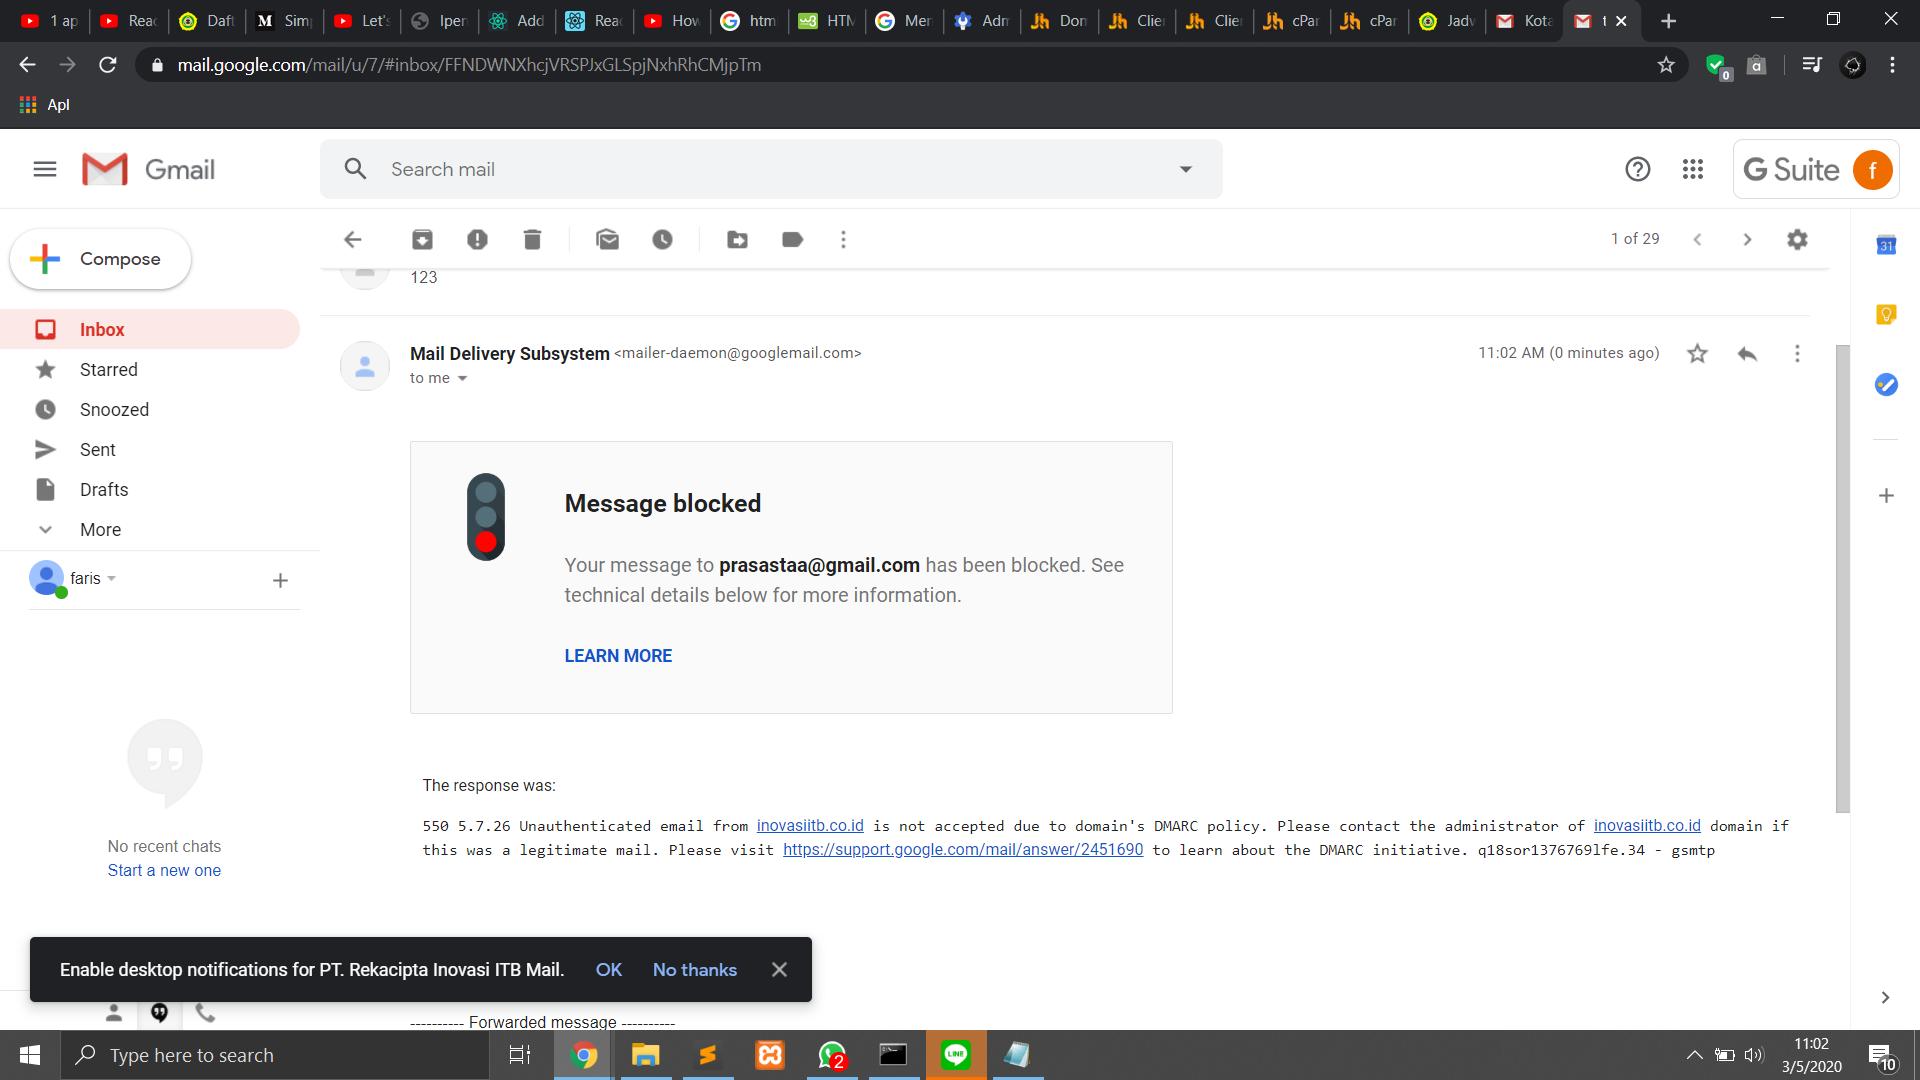 1 ap
Reac
Daft
M
Simp
Let's
Iper
Add
Reac
How
htm
HTM
Mer
Adm
Dom
Clie
Clie
cPar
cPar
Jadw
Kota
t
mail.google.com/mail/u/7/#inbox/FFNDWNXhcjVRSPJxGLSpjNxhRhCMjpTm
0
Apl
Gmail
Search mail
G Suite
f
Compose
1 of 29
31
123
Inbox
Starred
Snoozed
Sent
Drafts
More
faris
Mail Delivery Subsystem <mailer-daemon@googlemail.com>
11:02 AM (0 minutes ago)
to me
Message blocked
Your message to prasastaa@gmail.com has been blocked. See
technical details below for more information.
LEARN MORE
The response was:
550 5.7.26 Unauthenticated email from inovasiitb.co.id is not accepted due to domain's DMARC policy. Please contact the administrator of inovasiitb.co.id domain if
this was a legitimate mail. Please visit https://support.google.com/mail/answer/2451690 to learn about the DMARC initiative. q18sor1376769lfe.34 - gsmtp
No recent chats
Start a new one
Enable desktop notifications for PT. Rekacipta Inovasi ITB Mail.
OK
No thanks
---------- Forwarded message ----------
Type here to search
2
LINE
11:02
3/5/2020
10